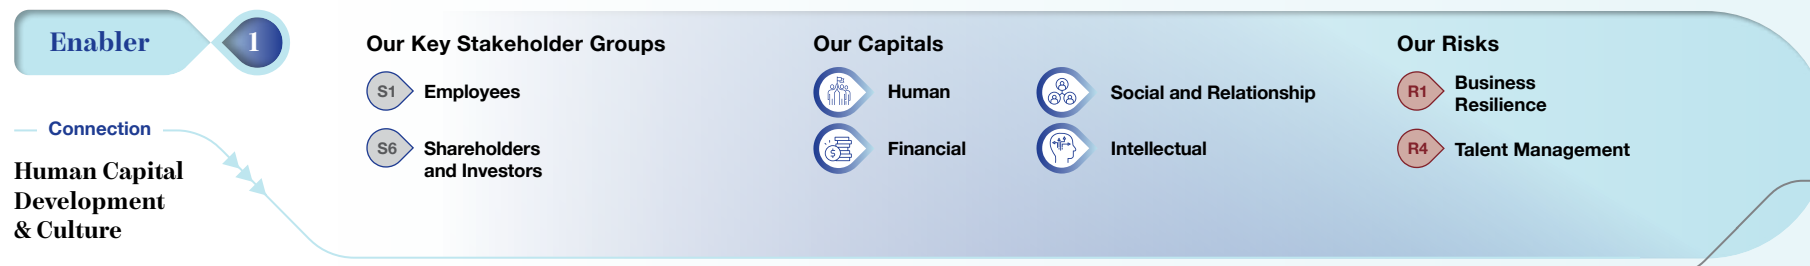 Enabler 1
Connection
Human Capital
Development
& Culture
Our Key Stakeholder Groups
S1 Employees
S6 Shareholders
and Investors
Our Capitals
Human
Financial
Social and Relationship
Intellectual
Our Risks
R1 Business
Resilience
R4 Talent Management